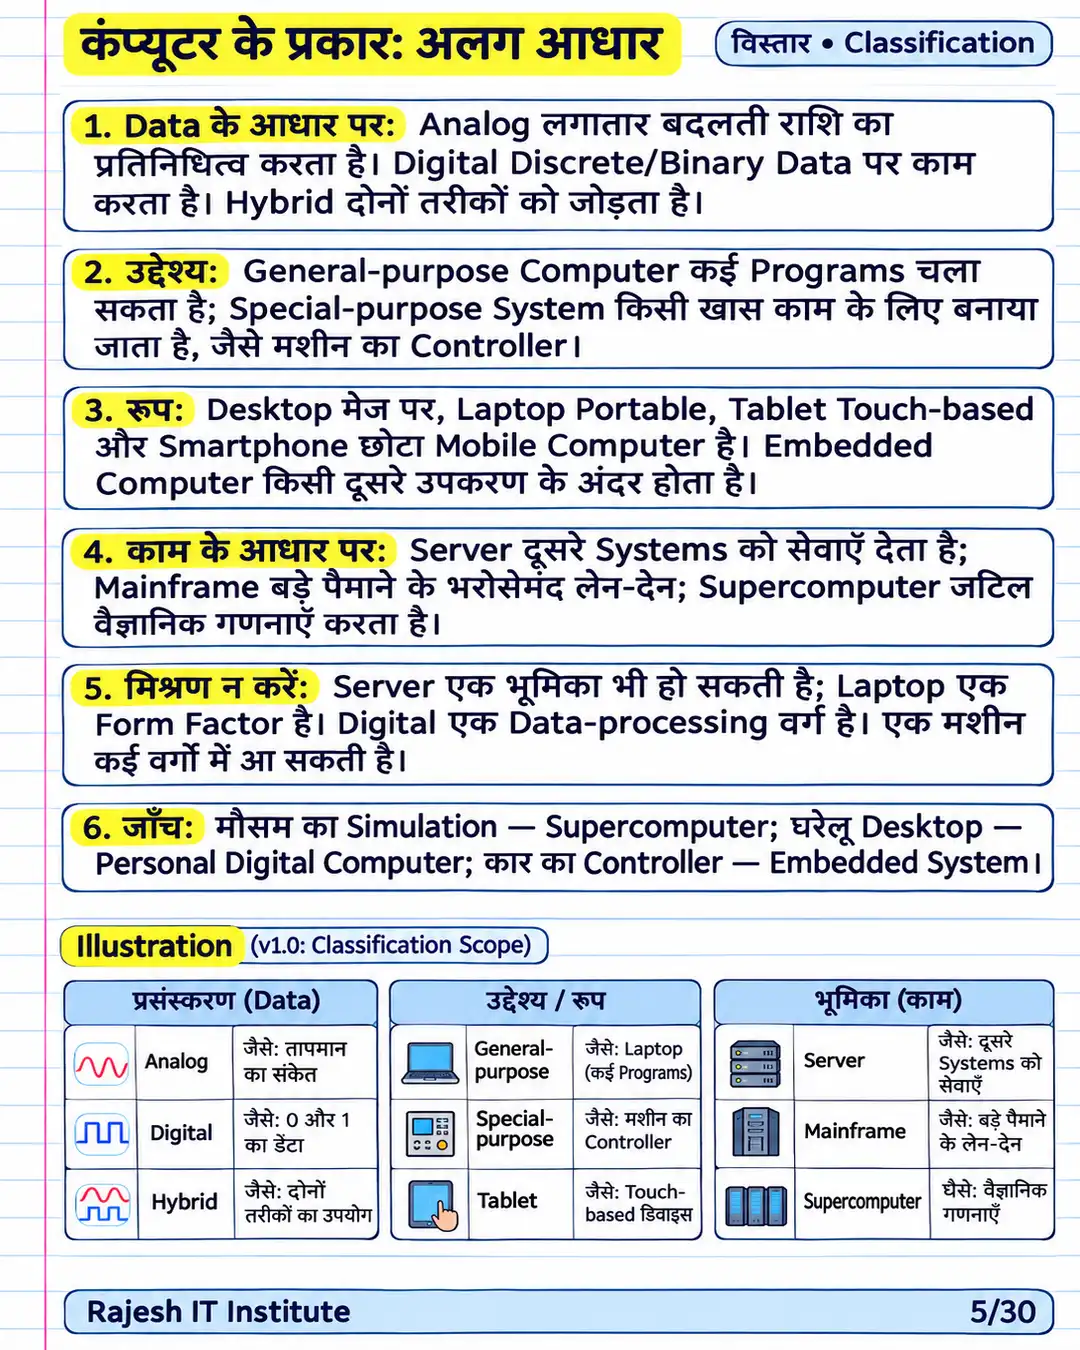 कंप्यूटर के प्रकार: अलग आधार
विस्तार • Classification
1. Data के आधार पर: Analog लगातार बदलती राशि का
प्रतिनिधित्व करता है। Digital Discrete/Binary Data पर काम
करता है। Hybrid दोनों तरीकों को जोड़ता है।
2. उद्देश्य: General-purpose Computer कई Programs चला
सकता है; Special-purpose System किसी खास काम के लिए बनाया
जाता है, जैसे मशीन का Controller।
3. रूप: Desktop मेज पर, Laptop Portable, Tablet Touch-based
और Smartphone छोटा Mobile Computer है। Embedded
Computer किसी दूसरे उपकरण के अंदर होता है।
4. काम के आधार पर: Server दूसरे Systems को सेवाएँ देता है;
Mainframe बड़े पैमाने के भरोसेमंद लेन-देन; Supercomputer जटिल
वैज्ञानिक गणनाएँ करता है।
5. मिश्रण न करें: Server एक भूमिका भी हो सकती है; Laptop एक
Form Factor है। Digital एक Data-processing वर्ग है। एक मशीन
कई वर्गों में आ सकती है।
6. जाँच: मौसम का Simulation — Supercomputer; घरेलू Desktop —
Personal Digital Computer; कार का Controller — Embedded System।
Illustration (v1.0: Classification Scope)
प्रसंस्करण (Data)
Analog
जैसे: तापमान
का संकेत
Digital
जैसे: 0 और 1
का डेंटा
Hybrid
जैसे: दोनों
तरीकों का उपयोग
उद्देश्य / रूप
General-
purpose
जैसे: Laptop
(कई Programs)
Special-
purpose
जैसे: मशीन का
Controller
Tablet
जैसे: Touch-
based डिवाइस
भूमिका (काम)
Server
जैसे: दूसरे
Systems को
सेवाएँ
Mainframe
जैसे: बड़े पैमाने
के लेन-देन
Supercomputer
घैसे: वैज्ञानिक
गणनाएँ
Rajesh IT Institute
5/30